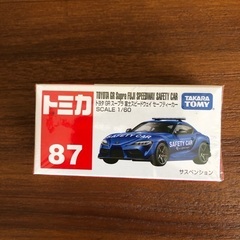 トミカ
87
TOYOTA GR Supra FUJI SPEEDWAY SAFETY CAR
トヨタ GR スープラ 富士スピードウェイ セーフティーカー
SCALE 1/60
TAKARA
TOMY
SAFETY CAR
サスペンション